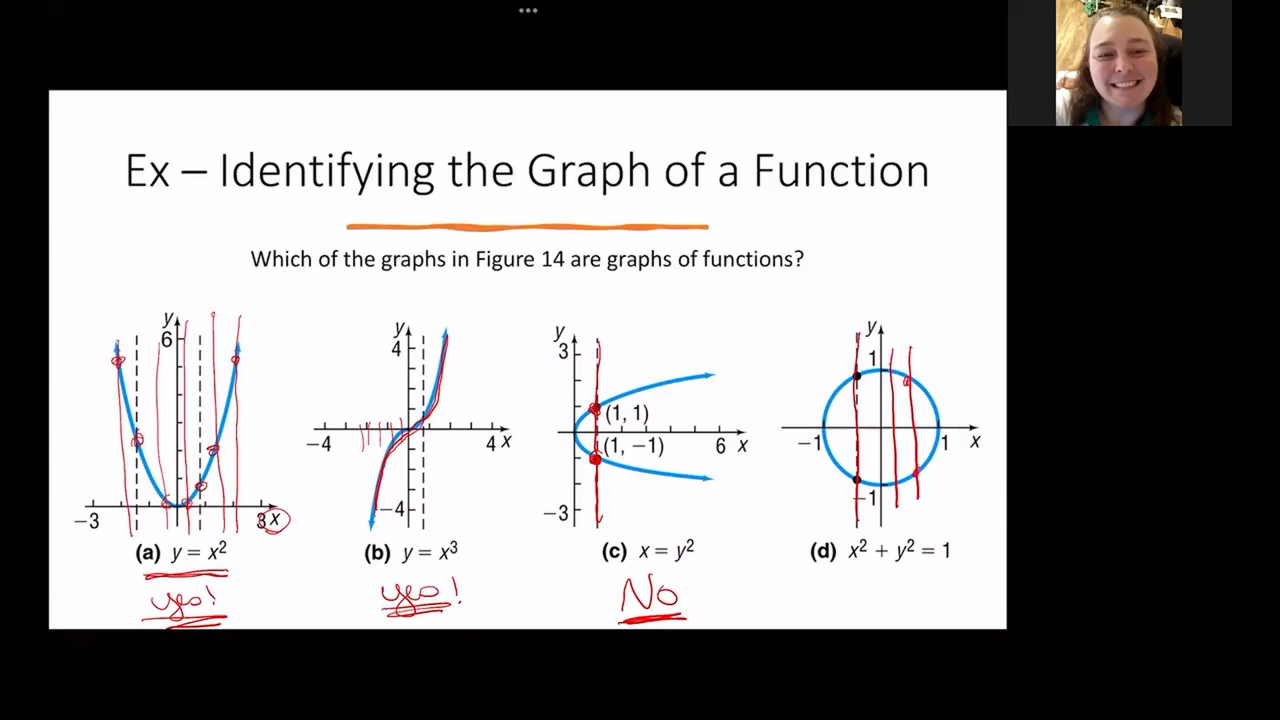 Ex – Identifying the Graph of a Function
Which of the graphs in Figure 14 are graphs of functions?
y
6
−3
3
x
(a) y = x²
yes!
y
4
−4
4
x
−4
(b) y = x³
yes!
y
3
(1, 1)
(1, −1)
6
x
−3
(c) x = y²
No
y
1
−1
1
x
−1
(d) x² + y² = 1